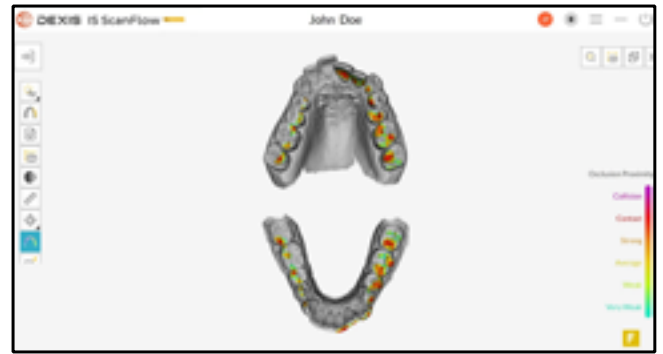 DEXIS IS ScanFlow
John Doe
Occlusion Proximity
Collision
Contact
Strong
Average
Weak
Very Weak